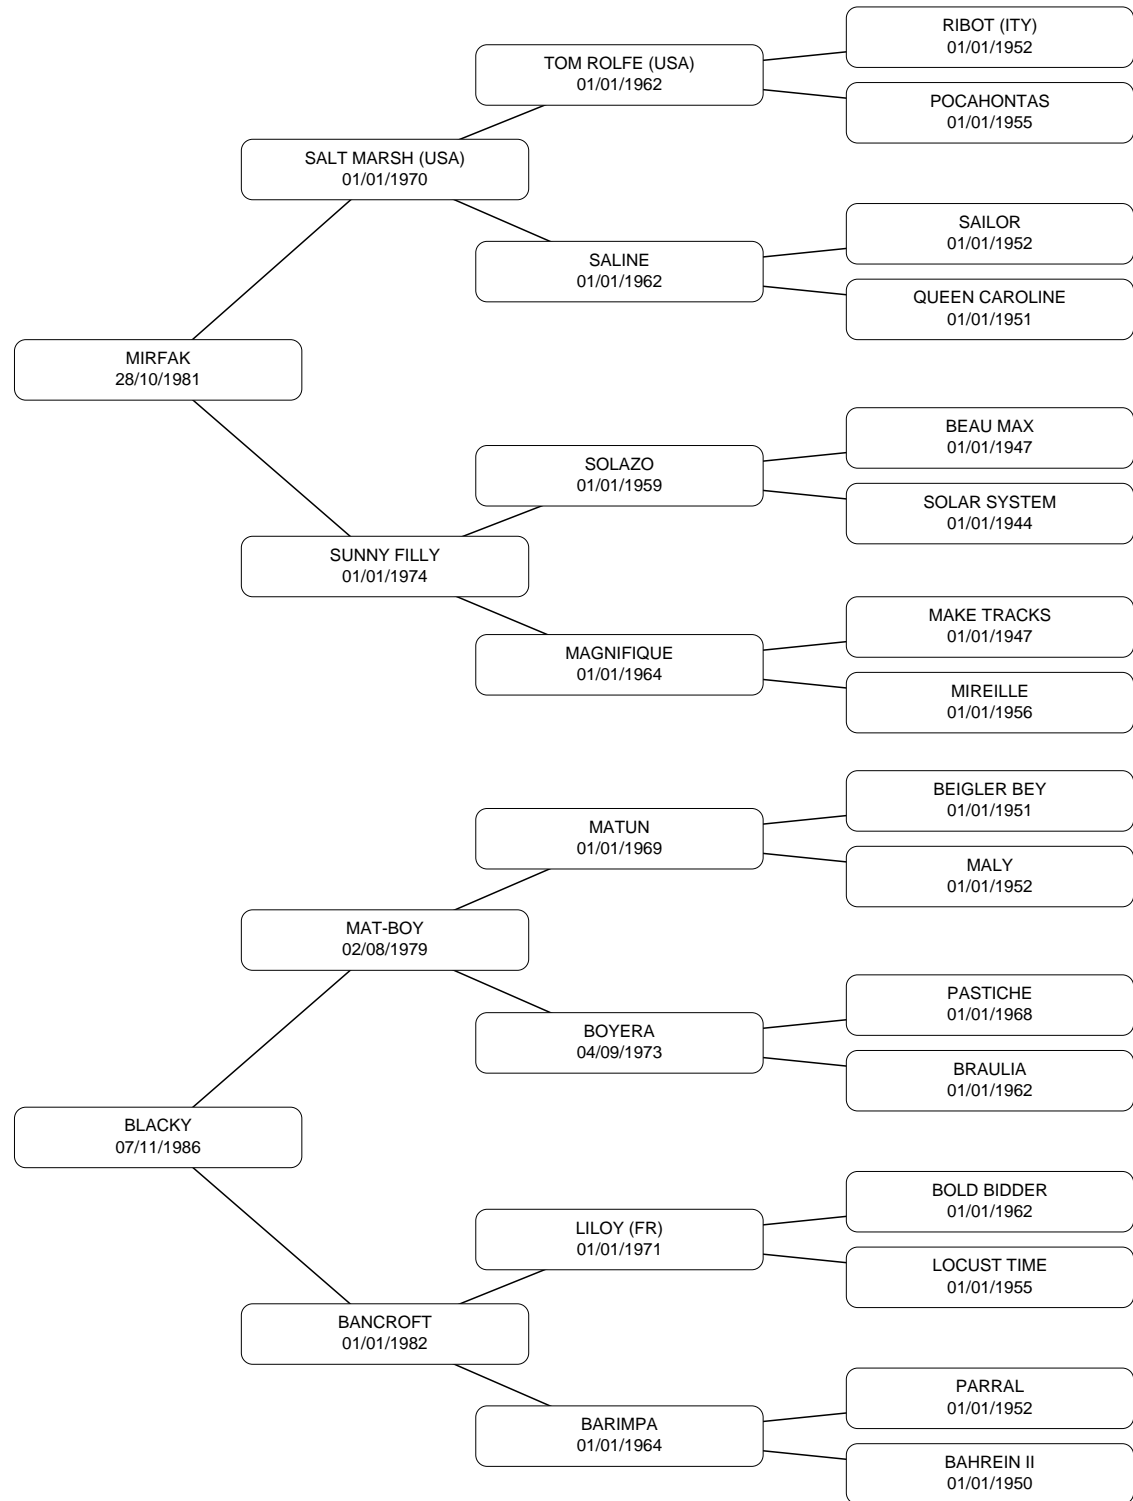 RIBOT (ITY)
01/01/1952
TOM ROLFE (USA)
01/01/1962
POCAHONTAS
01/01/1955
SALT MARSH (USA)
01/01/1970
SAILOR
01/01/1952
SALINE
01/01/1962
QUEEN CAROLINE
01/01/1951
MIRFAK
28/10/1981
BEAU MAX
01/01/1947
SOLAZO
01/01/1959
SOLAR SYSTEM
01/01/1944
SUNNY FILLY
01/01/1974
MAKE TRACKS
01/01/1947
MAGNIFIQUE
01/01/1964
MIREILLE
01/01/1956
BEIGLER BEY
01/01/1951
MATUN
01/01/1969
MALY
01/01/1952
MAT-BOY
02/08/1979
PASTICHE
01/01/1968
BOYERA
04/09/1973
BRAULIA
01/01/1962
BLACKY
07/11/1986
BOLD BIDDER
01/01/1962
LILOY (FR)
01/01/1971
LOCUST TIME
01/01/1955
BANCROFT
01/01/1982
PARRAL
01/01/1952
BARIMPA
01/01/1964
BAHREIN II
01/01/1950